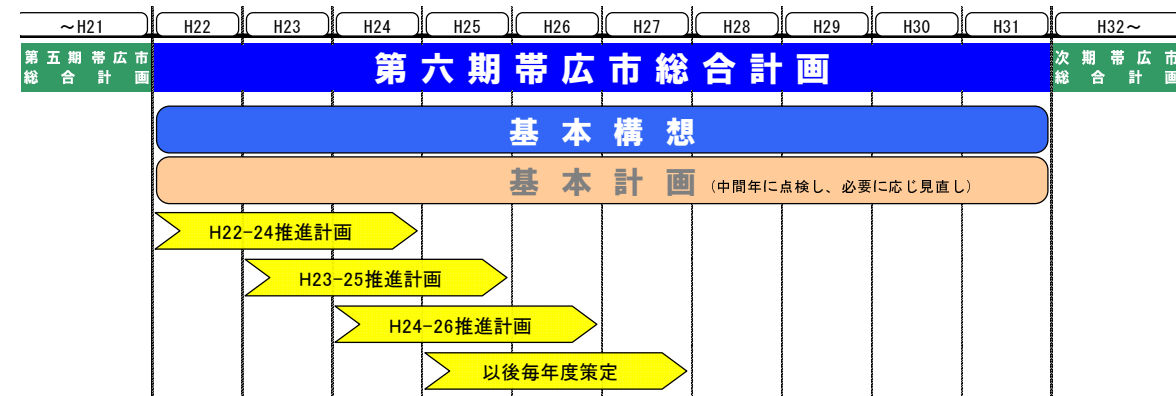 ～H21
H22
H23
H24
H25
H26
H27
H28
H29
H30
H31
H32～
第五期帯広市
総合計画
第六期帯広市総合計画
次期帯広市
総合計画
基本構想
基本計画(中間年に点検し、必要に応じ見直し)
H22-24推進計画
H23-25推進計画
H24-26推進計画
以後毎年度策定